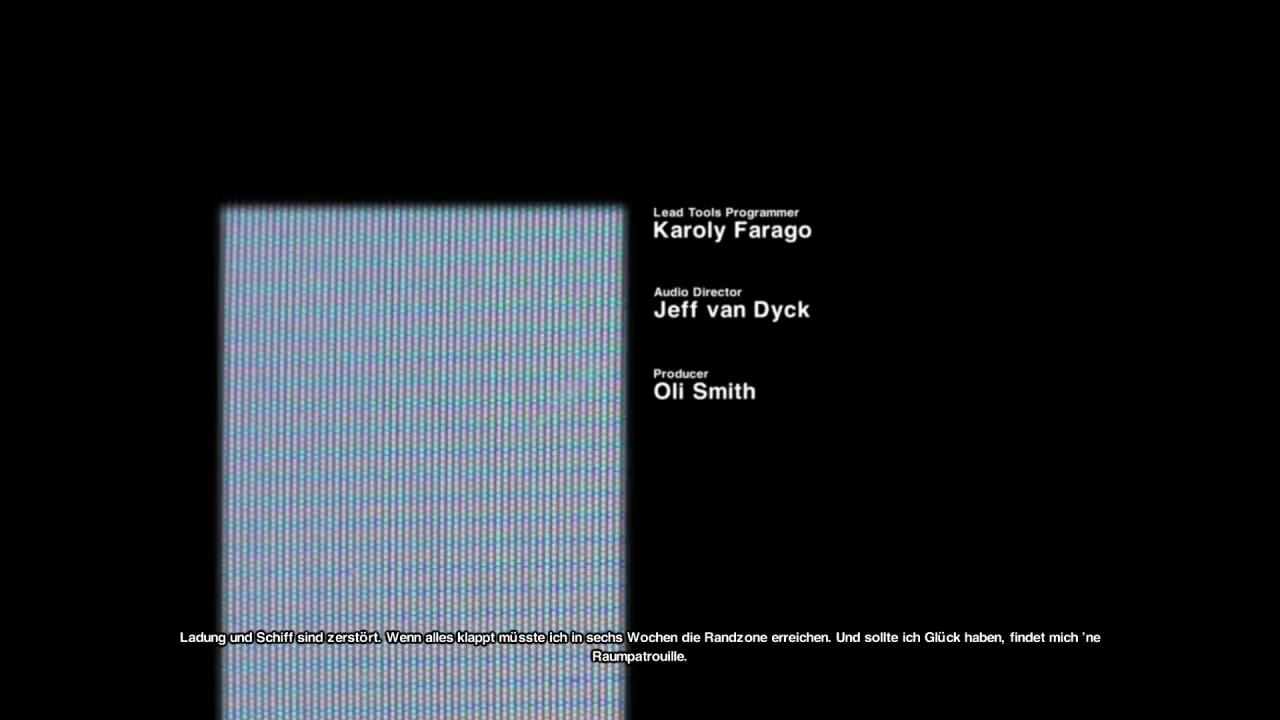 Lead Tools Programmer
Karoly Farago
Audio Director
Jeff van Dyck
Producer
Oli Smith
Ladung und Schiff sind zerstört. Wenn alles klappt müsste ich in sechs Wochen die Randzone erreichen. Und sollte ich Glück haben, findet mich 'ne
Raumpatrouille.